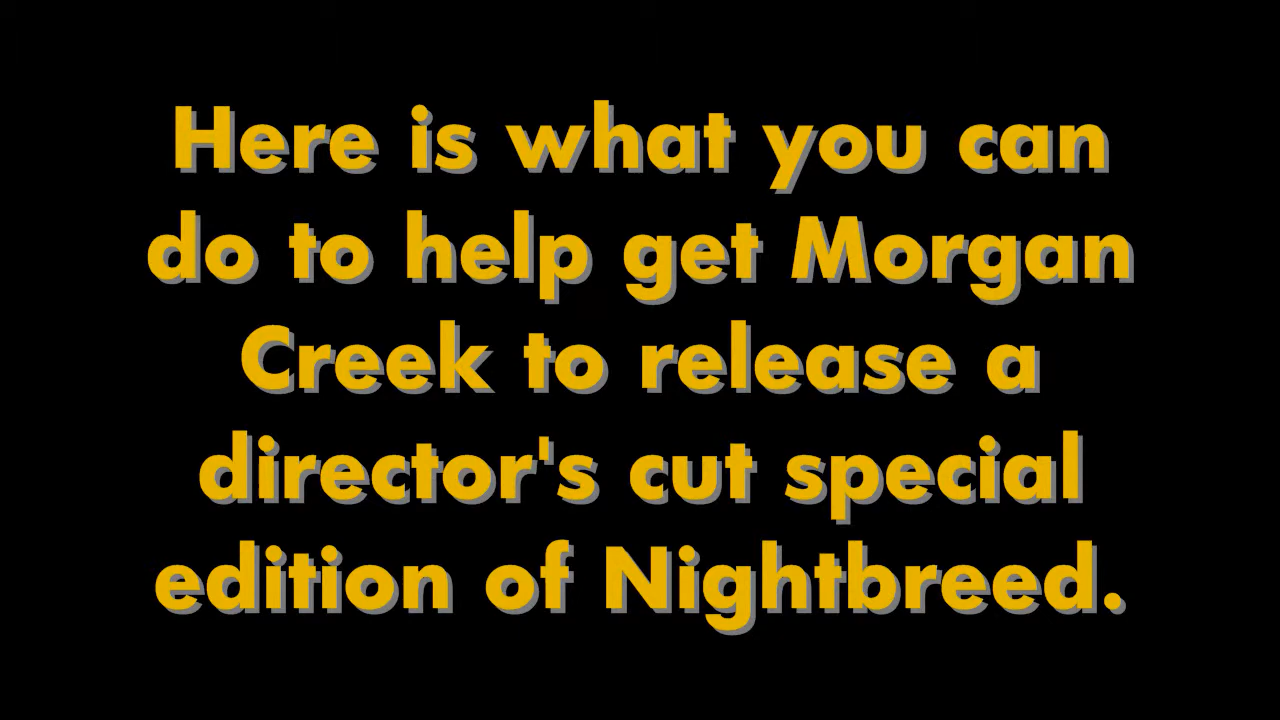 Here is what you can
do to help get Morgan
Creek to release a
director's cut special
edition of Nightbreed.